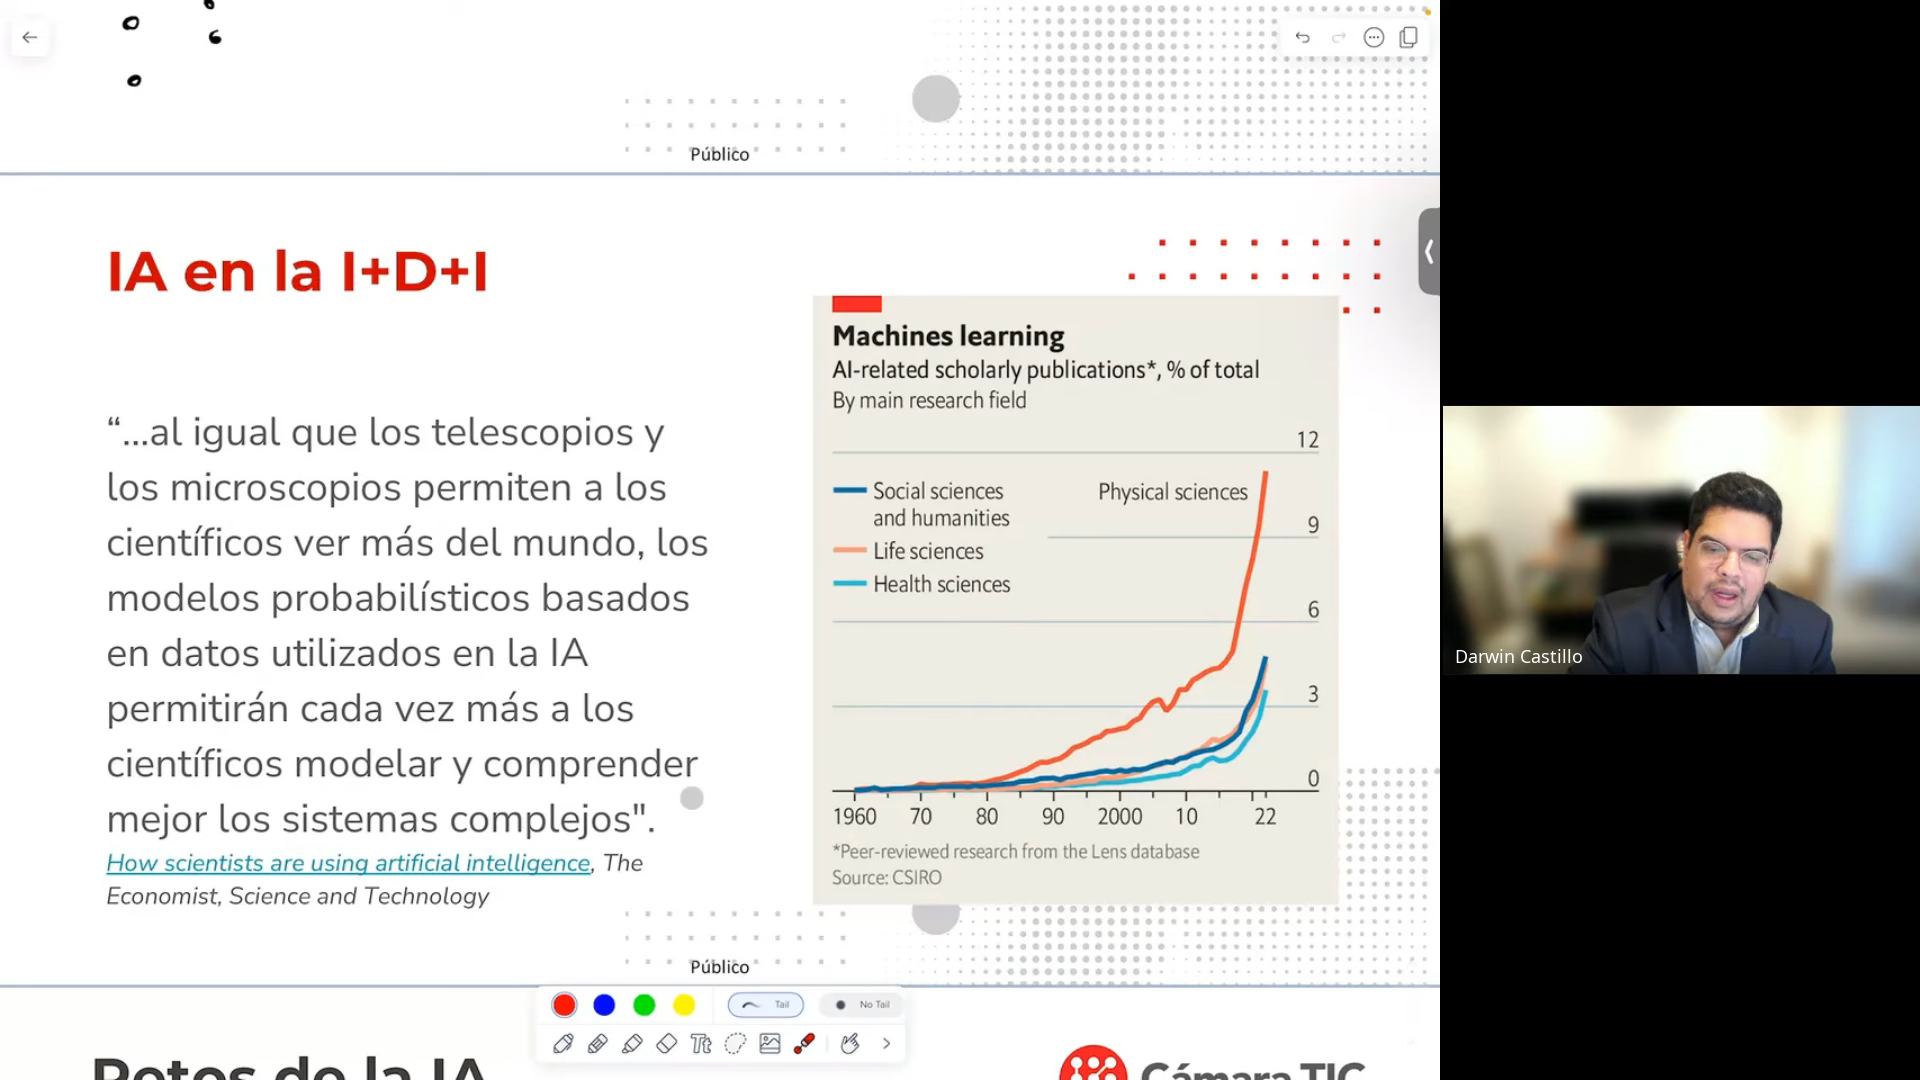 Público
IA en la I+D+I
“...al igual que los telescopios y
los microscopios permiten a los
científicos ver más del mundo, los
modelos probabilísticos basados
en datos utilizados en la IA
permitirán cada vez más a los
científicos modelar y comprender
mejor los sistemas complejos".
How scientists are using artificial intelligence, The
Economist, Science and Technology
Machines learning
AI-related scholarly publications*, % of total
By main research field
12
Social sciences
and humanities
Life sciences
Health sciences
Physical sciences
9
6
3
0
1960 70 80 90 2000 10 22
*Peer-reviewed research from the Lens database
Source: CSIRO
Público
Tail
No Tail
Tt
Retos de la IA
Cámara TIC
Darwin Castillo